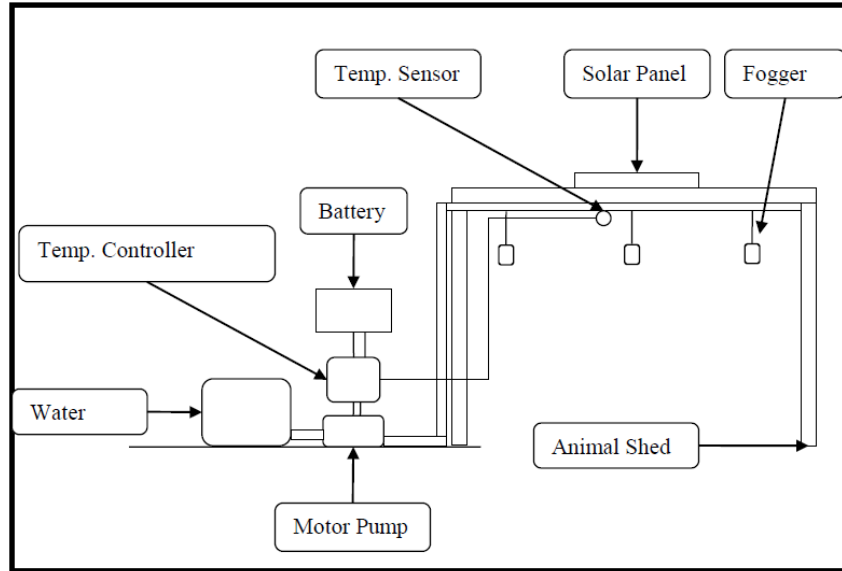 Temp. Sensor
Solar Panel
Fogger
Battery
Temp. Controller
Water
Animal Shed
Motor Pump